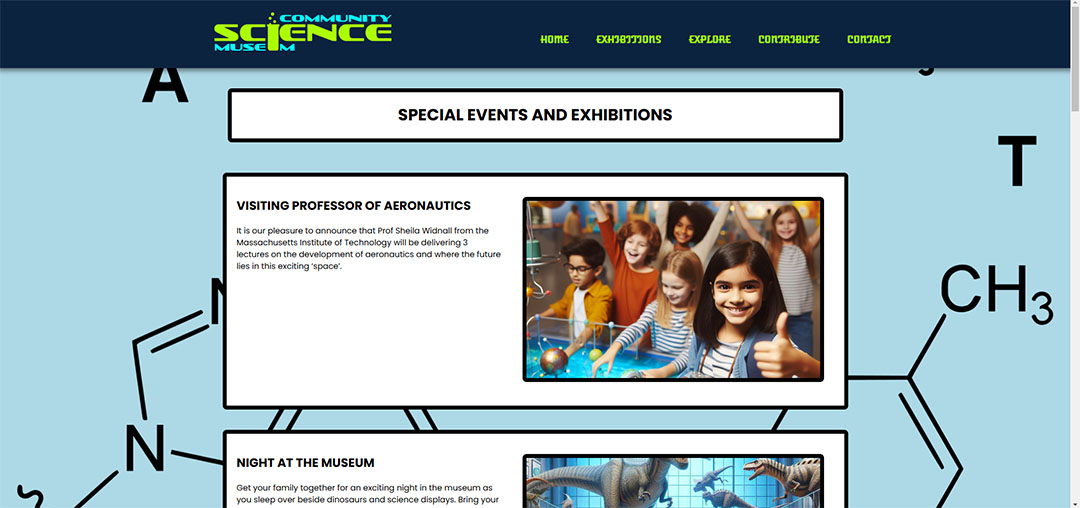 COMMUNITY
SCIENCE
MUSEUM
HOME EXHIBITIONS EXPLORE CONTRIBUTE CONTACT
A
T
SPECIAL EVENTS AND EXHIBITIONS
VISITING PROFESSOR OF AERONAUTICS
It is our pleasure to announce that Prof Sheila Widnall from the
Massachusetts Institute of Technology will be delivering 3
lectures on the development of aeronautics and where the future
lies in this exciting ‘space’.
N
CH3
N
NIGHT AT THE MUSEUM
Get your family together for an exciting night in the museum as
you sleep over beside dinosaurs and science displays. Bring your